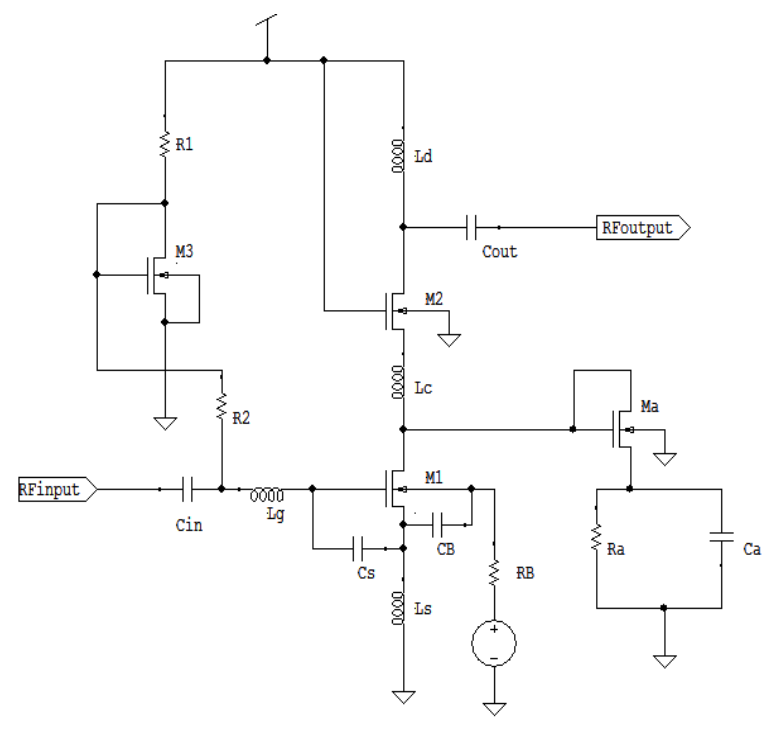 R1
Ld
RFoutput
Cout
M3
M2
Lc
Ma
R2
M1
RFinput
Lg
Cin
CB
Cs
RB
Ra
Ca
Ls
+
−